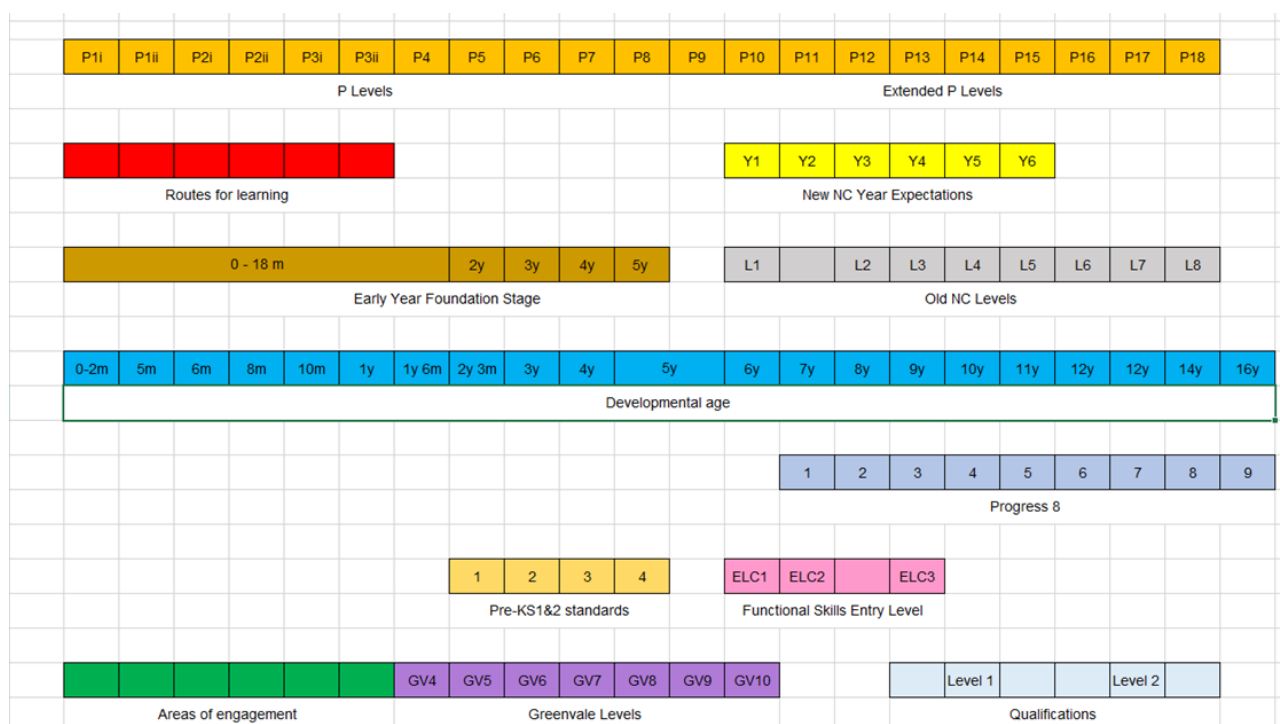 P1i P1ii P2i P2ii P3i P3ii P4 P5 P6 P7 P8 P9 P10 P11 P12 P13 P14 P15 P16 P17 P18
P Levels Extended P Levels
Y1 Y2 Y3 Y4 Y5 Y6
Routes for learning New NC Year Expectations
0 - 18 m 2y 3y 4y 5y L1 L2 L3 L4 L5 L6 L7 L8
Early Year Foundation Stage Old NC Levels
0-2m 5m 6m 8m 10m 1y 1y 6m 2y 3m 3y 4y 5y 6y 7y 8y 9y 10y 11y 12y 12y 14y 16y
Developmental age
1 2 3 4 5 6 7 8 9
Progress 8
1 2 3 4 ELC1 ELC2 ELC3
Pre-KS1&2 standards Functional Skills Entry Level
GV4 GV5 GV6 GV7 GV8 GV9 GV10 Level 1 Level 2
Areas of engagement Greenvale Levels Qualifications